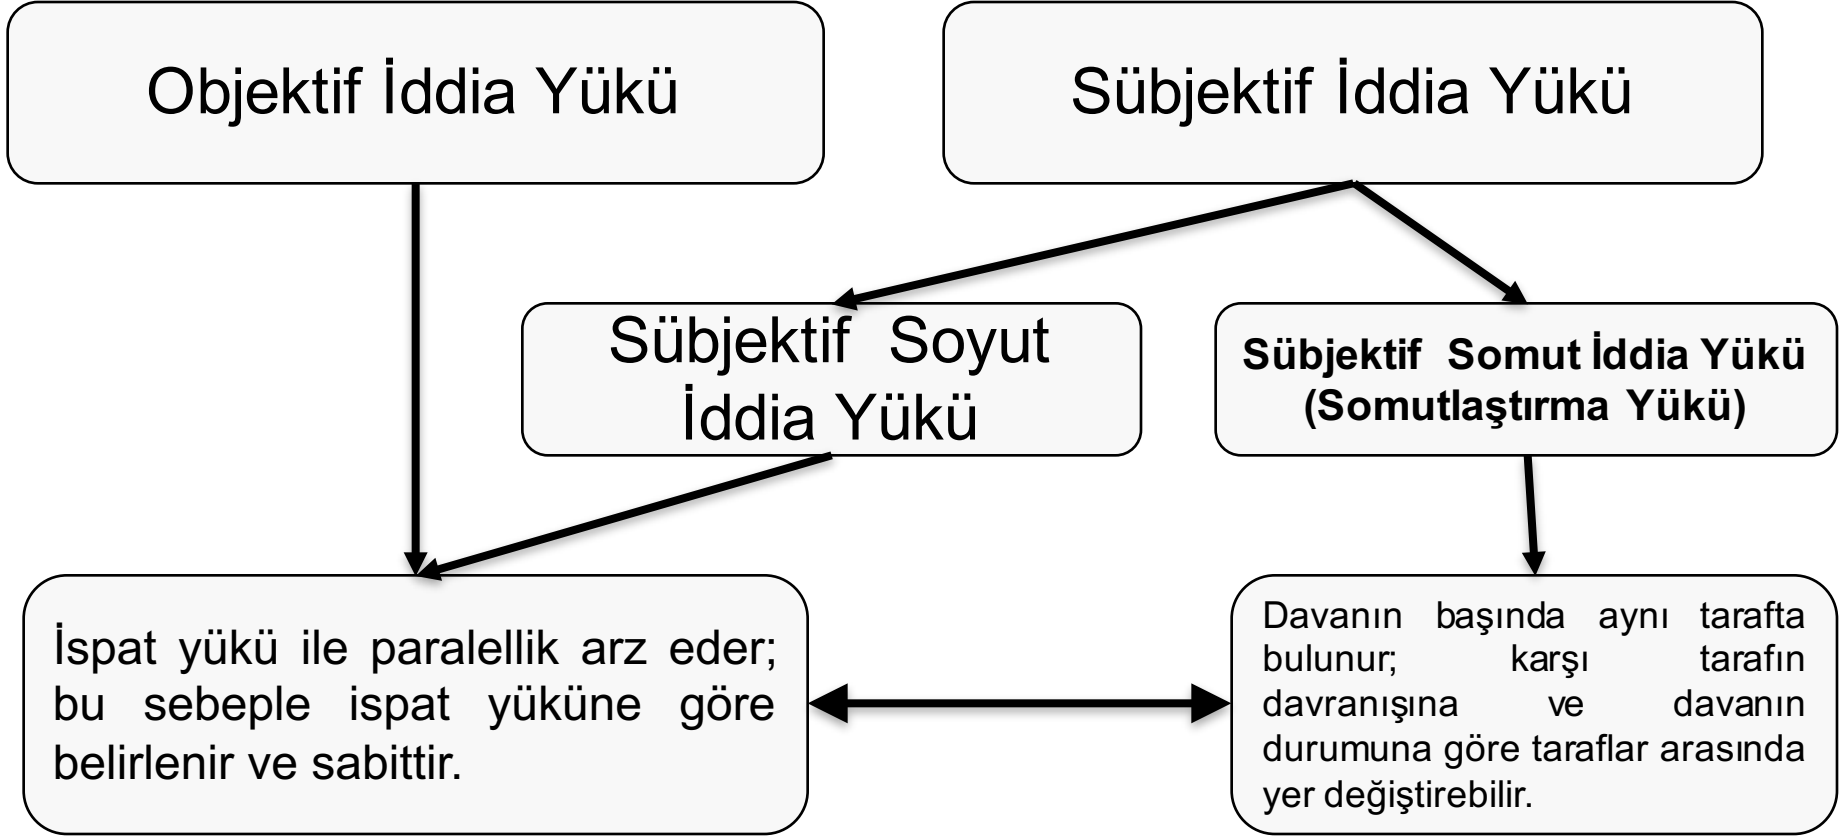 Objektif İddia Yükü
Sübjektif İddia Yükü
Sübjektif Soyut
İddia Yükü
Sübjektif Somut İddia Yükü
(Somutlaştırma Yükü)
İspat yükü ile paralellik arz eder;
bu sebeple ispat yüküne göre
belirlenir ve sabittir.
Davanın başında aynı tarafta
bulunur; karşı tarafın
davranışına ve davanın
durumuna göre taraflar arasında
yer değiştirebilir.